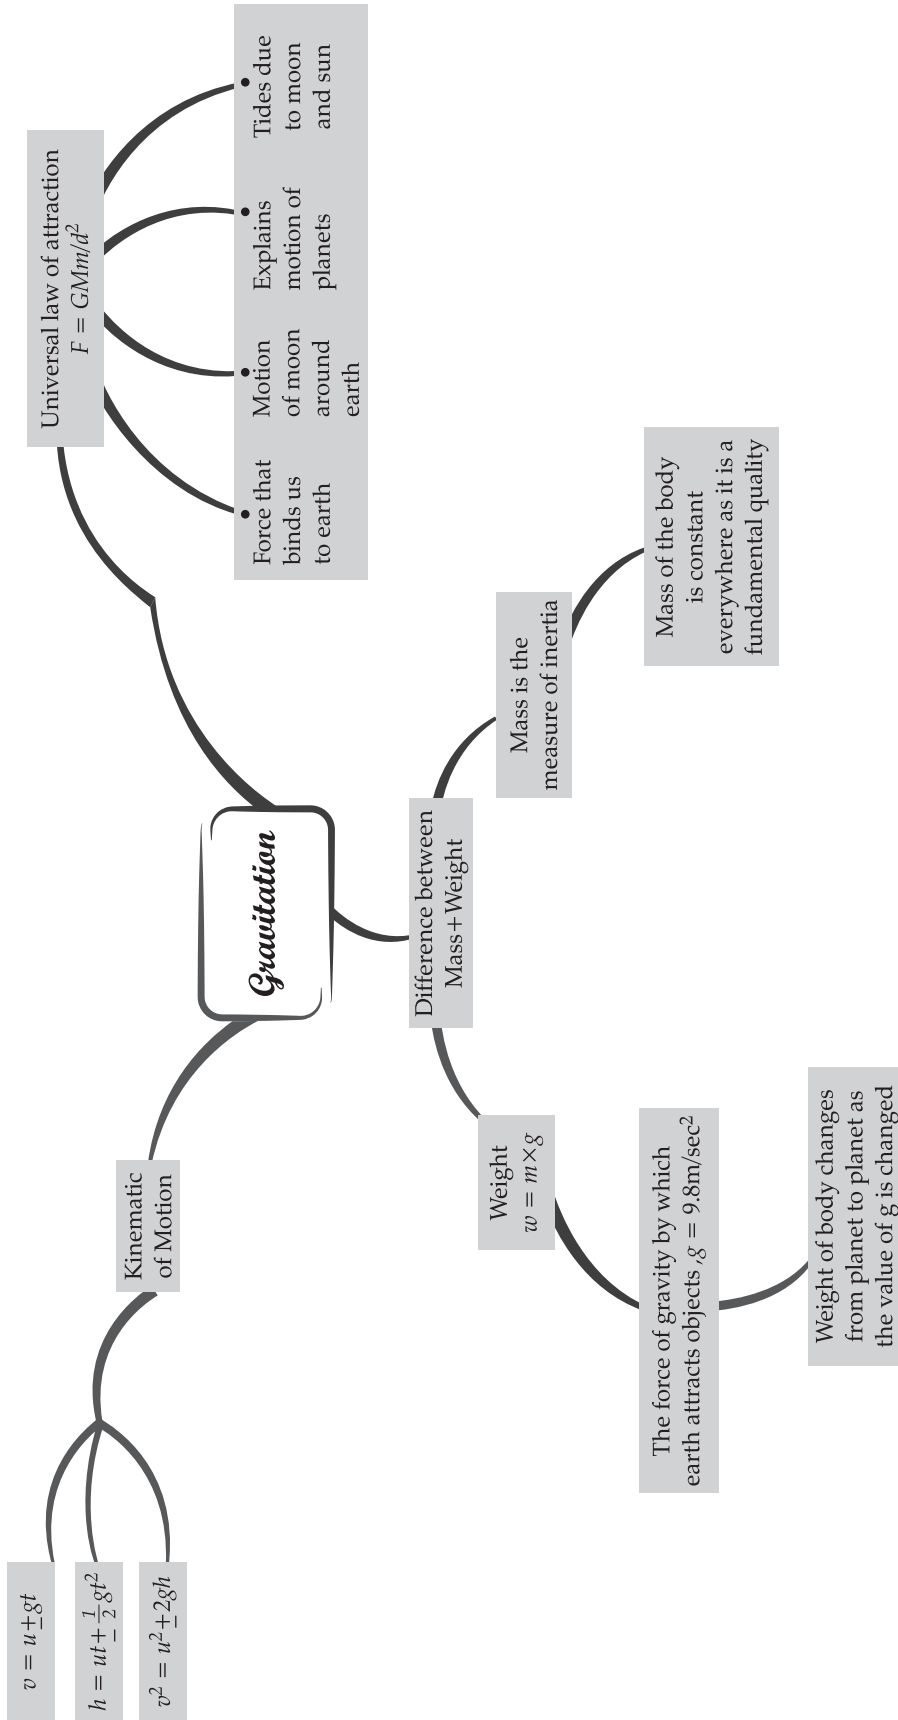 Gravitation
Kinematic
of Motion
v = u±gt
h = ut±½gt²
v² = u²±2gh
Universal law of attraction
F = GMm/d²
• Force that
binds us
to earth
• Motion
of moon
around
earth
• Explains
motion of
planets
• Tides due
to moon
and sun
Difference between
Mass+Weight
Weight
w = m×g
The force of gravity by which
earth attracts objects ,g = 9.8m/sec²
Weight of body changes
from planet to planet as
the value of g is changed
Mass is the
measure of inertia
Mass of the body
is constant
everywhere as it is a
fundamental quality